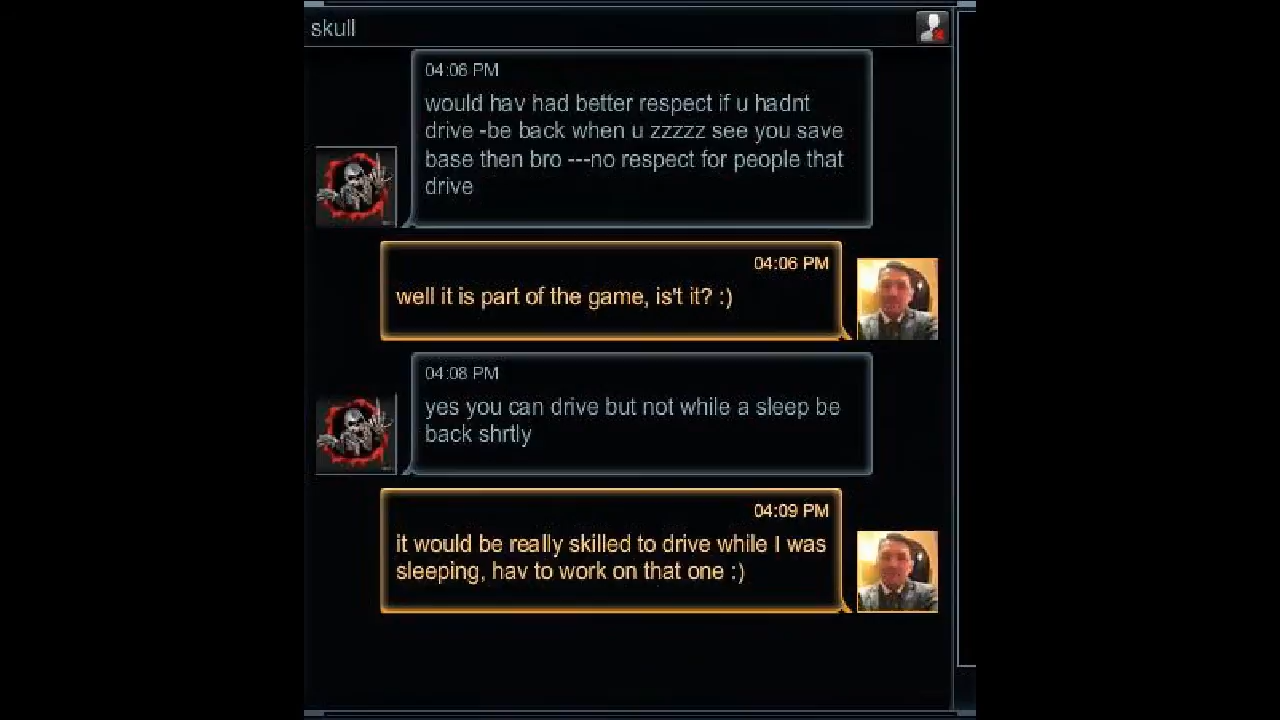 skull
04:06 PM
would hav had better respect if u hadnt
drive -be back when u zzzzz see you save
base then bro ---no respect for people that
drive
04:06 PM
well it is part of the game, is't it? :)
04:08 PM
yes you can drive but not while a sleep be
back shrtly
04:09 PM
it would be really skilled to drive while I was
sleeping, hav to work on that one :)